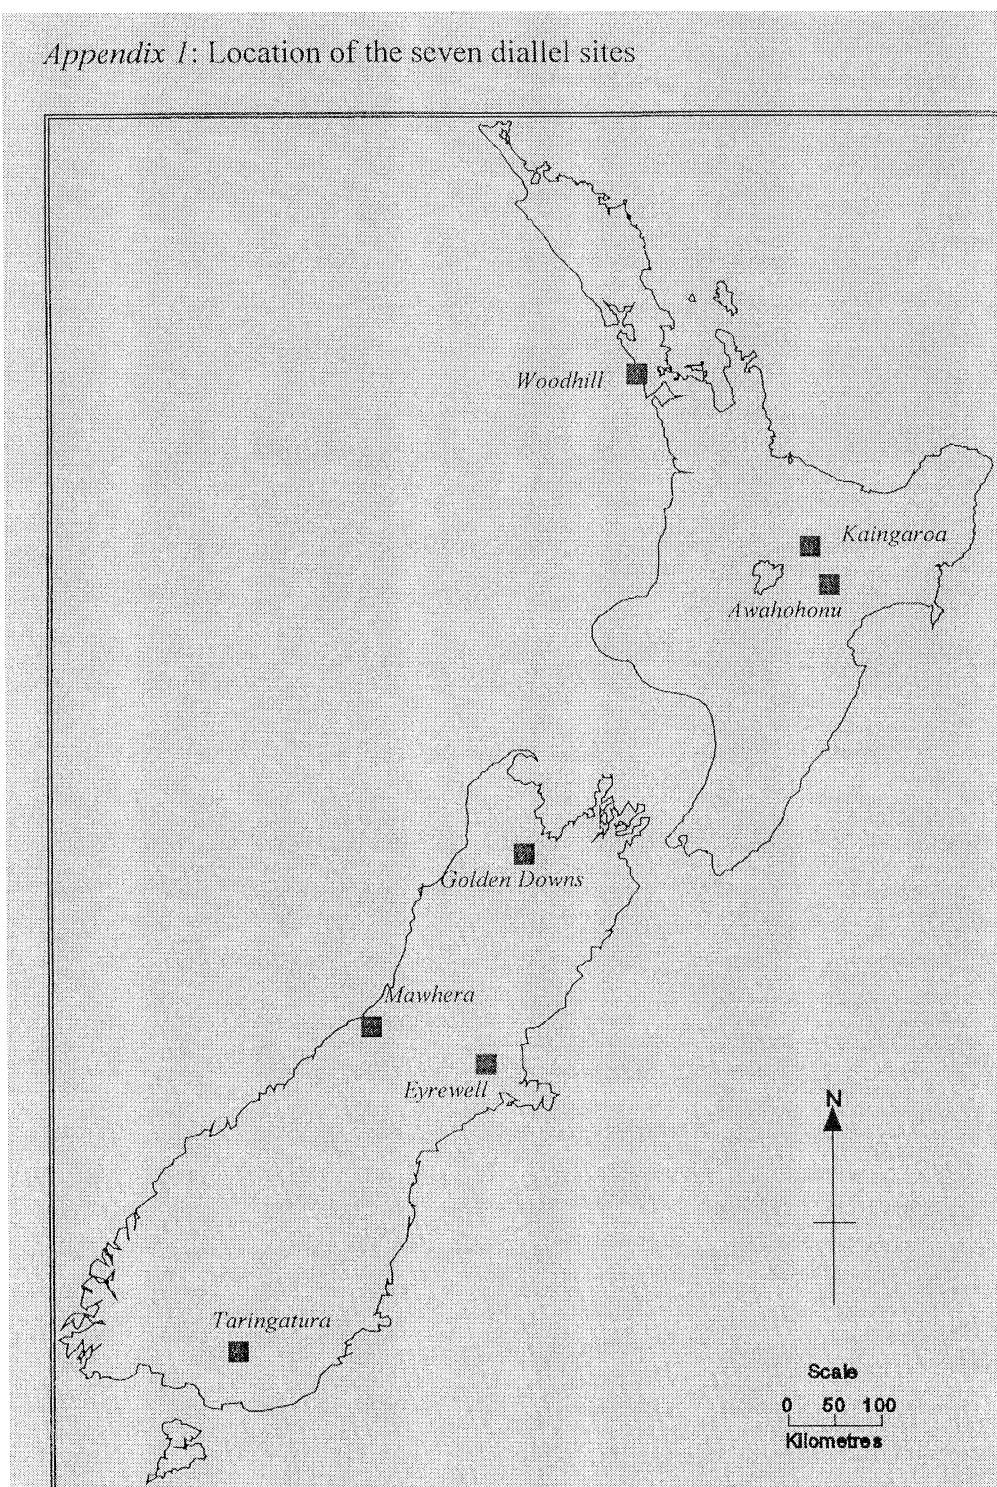 Appendix 1: Location of the seven diallel sites
Woodhill
Kaingaroa
Awahohonu
Golden Downs
Mawhera
Eyrewell
N
Taringatura
Scale
0 50 100
Kilometres